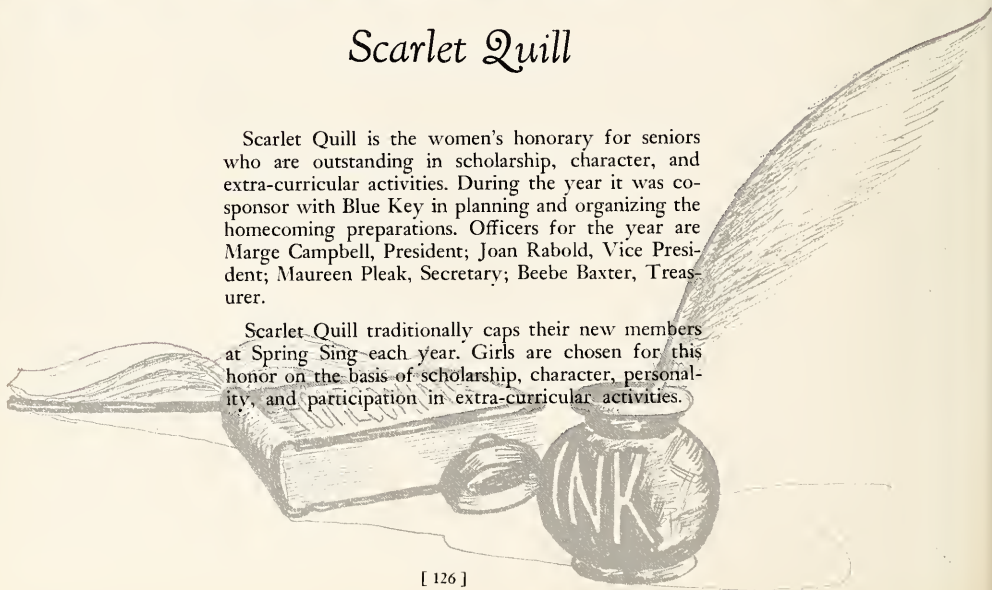 Scarlet Quill
Scarlet Quill is the women's honorary for seniors
who are outstanding in scholarship, character, and
extra-curricular activities. During the year it was co-
sponsor with Blue Key in planning and organizing the
homecoming preparations. Officers for the year are
Marge Campbell, President; Joan Rabold, Vice Presi-
dent; Maureen Pleak, Secretary; Beebe Baxter, Treas-
urer.
Scarlet Quill traditionally caps their new members
at Spring Sing each year. Girls are chosen for this
honor on the basis of scholarship, character, personal-
ity, and participation in extra-curricular activities.
HOMECOMING
INK
[ 126 ]